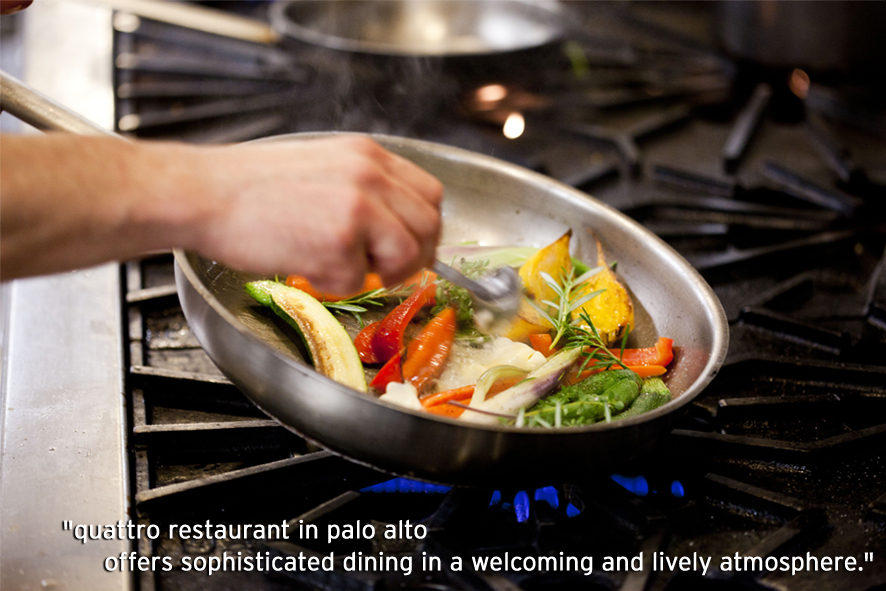 "quattro restaurant in palo alto
offers sophisticated dining in a welcoming and lively atmosphere."